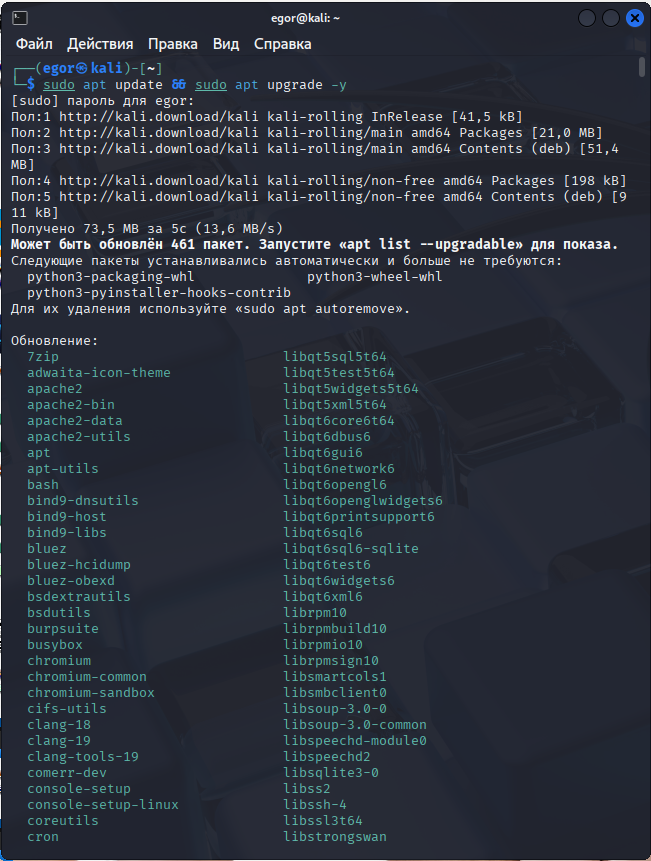 egor@kali: ~
Файл Действия Правка Вид Справка
┌──(egor㉿kali)-[~]
└─$ sudo apt update && sudo apt upgrade -y
[sudo] пароль для egor:
Пол:1 http://kali.download/kali kali-rolling InRelease [41,5 kB]
Пол:2 http://kali.download/kali kali-rolling/main amd64 Packages [21,0 MB]
Пол:3 http://kali.download/kali kali-rolling/main amd64 Contents (deb) [51,4
MB]
Пол:4 http://kali.download/kali kali-rolling/non-free amd64 Packages [198 kB]
Пол:5 http://kali.download/kali kali-rolling/non-free amd64 Contents (deb) [9
11 kB]
Получено 73,5 MB за 5с (13,6 MB/s)
Может быть обновлён 461 пакет. Запустите «apt list --upgradable» для показа.
Следующие пакеты устанавливались автоматически и больше не требуются:
python3-packaging-whl python3-wheel-whl
python3-pyinstaller-hooks-contrib
Для их удаления используйте «sudo apt autoremove».
Обновление:
7zip libqt5sql5t64
adwaita-icon-theme libqt5test5t64
apache2 libqt5widgets5t64
apache2-bin libqt5xml5t64
apache2-data libqt6core6t64
apache2-utils libqt6dbus6
apt libqt6gui6
apt-utils libqt6network6
bash libqt6opengl6
bind9-dnsutils libqt6openglwidgets6
bind9-host libqt6printsupport6
bind9-libs libqt6sql6
bluez libqt6sql6-sqlite
bluez-hcidump libqt6test6
bluez-obexd libqt6widgets6
bsdextrautils libqt6xml6
bsdutils librpm10
burpsuite librpmbuild10
busybox librpmio10
chromium librpmsign10
chromium-common libsmartcols1
chromium-sandbox libsmbclient0
cifs-utils libsoup-3.0-0
clang-18 libsoup-3.0-common
clang-19 libspeechd-module0
clang-tools-19 libspeechd2
comerr-dev libsqlite3-0
console-setup libss2
console-setup-linux libssh-4
coreutils libssl3t64
cron libstrongswan